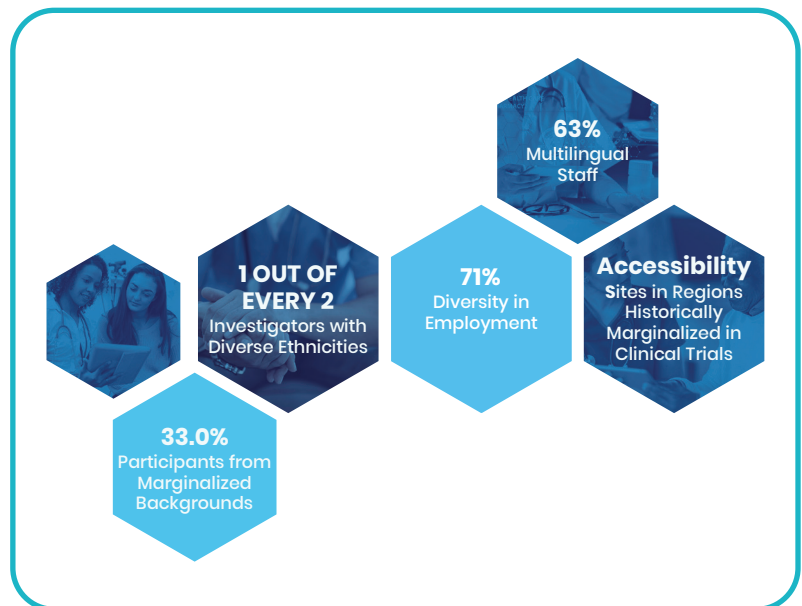 63%
Multilingual
Staff
1 OUT OF
EVERY 2
Investigators with
Diverse Ethnicities
71%
Diversity in
Employment
Accessibility
Sites in Regions
Historically
Marginalized in
Clinical Trials
33.0%
Participants from
Marginalized
Backgrounds